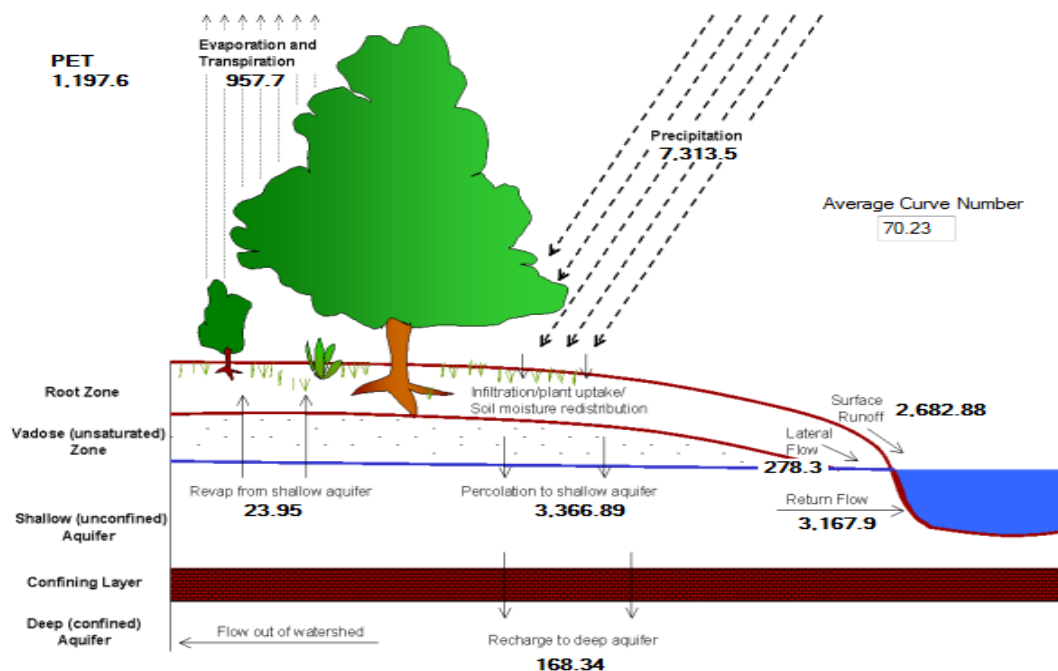 PET
1,197.6
Evaporation and
Transpiration
957.7
Precipitation
7,313.5
Average Curve Number
70.23
Root Zone
Infiltration/plant uptake/
Soil moisture redistribution
Surface
Runoff
2,682.88
Vadose (unsaturated)
Zone
Lateral
Flow
278.3
Revap from shallow aquifer
23.95
Percolation to shallow aquifer
3,366.89
Return Flow
3,167.9
Shallow (unconfined)
Aquifer
Confining Layer
Deep (confined)
Aquifer
Flow out of watershed
Recharge to deep aquifer
168.34